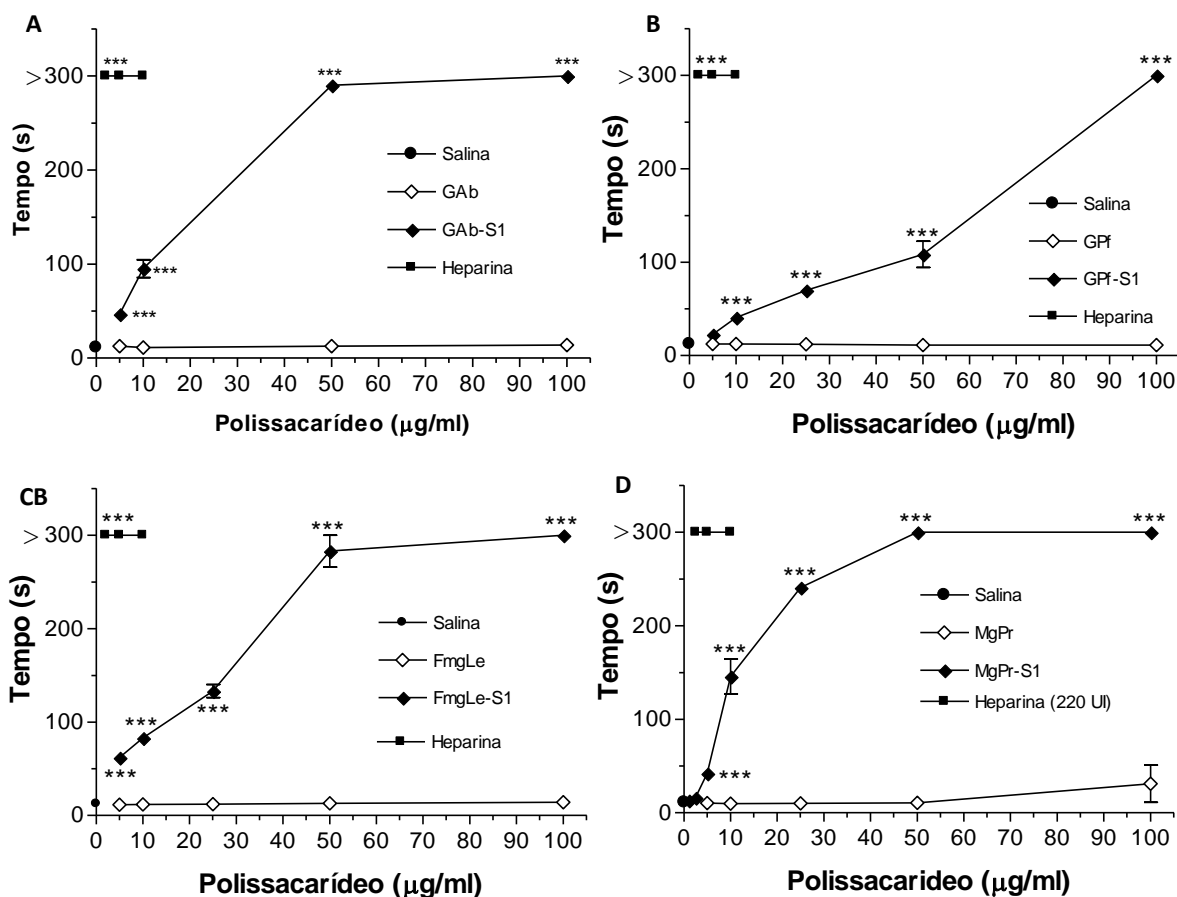 A
***
> 300
***
***
200
Tempo (s)
100
***
***
0
Salina
GAb
GAb-S1
Heparina
0 10 20 30 40 50 60 70 80 90 100
Polissacarídeo (μg/ml)
B
***
> 300
***
200
Tempo (s)
***
***
***
100
0
Salina
GPf
GPf-S1
Heparina
0 10 20 30 40 50 60 70 80 90 100
Polissacarídeo (μg/ml)
CB
***
> 300
***
***
200
Tempo (s)
***
***
***
100
0
Salina
FmgLe
FmgLe-S1
Heparina
0 10 20 30 40 50 60 70 80 90 100
Polissacarídeo (μg/ml)
D
> 300
***
***
***
200
Tempo (s)
***
100
***
0
Salina
MgPr
MgPr-S1
Heparina (220 UI)
0 10 20 30 40 50 60 70 80 90 100
Polissacarideo (μg/ml)